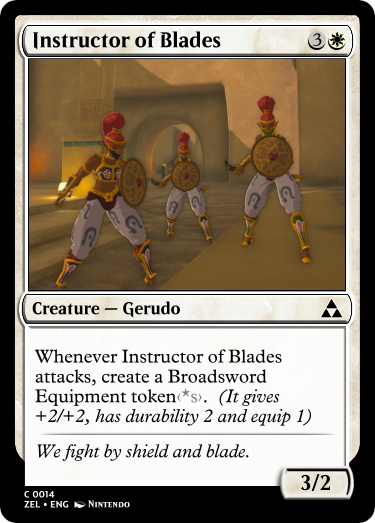 Instructor of Blades 3
Creature — Gerudo
Whenever Instructor of Blades
attacks, create a Broadsword
Equipment token‹*s›. (It gives
+2/+2, has durability 2 and equip 1)
We fight by shield and blade.
3/2
C 0014
ZEL • ENG Nintendo